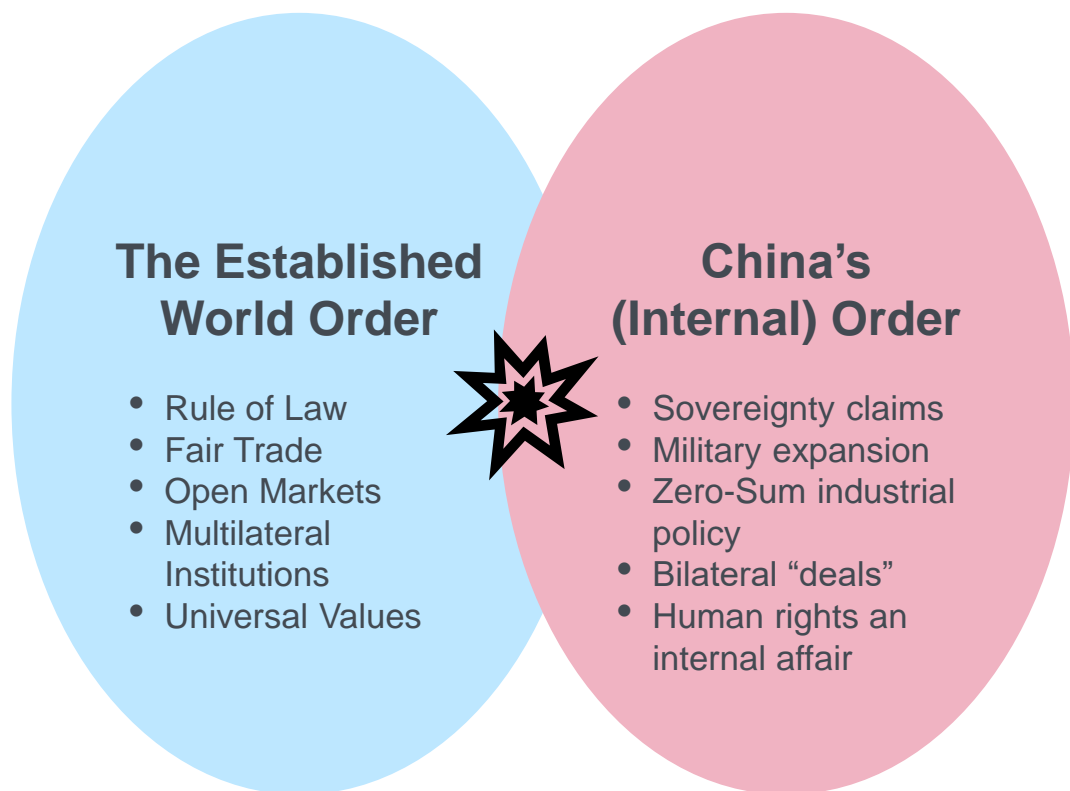 The Established
World Order
• Rule of Law
• Fair Trade
• Open Markets
• Multilateral
Institutions
• Universal Values
China’s
(Internal) Order
• Sovereignty claims
• Military expansion
• Zero-Sum industrial
policy
• Bilateral “deals”
• Human rights an
internal affair